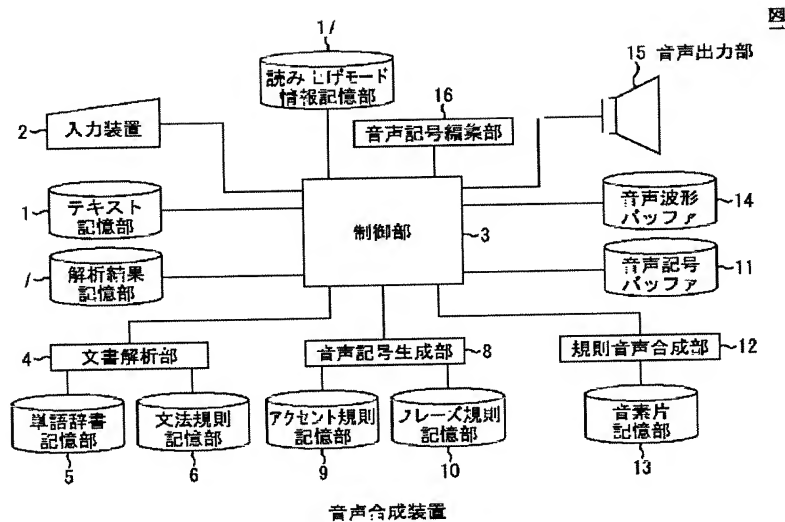 図
1/
読み上げモード
情報記憶部
15 音声出力部
16
音声記号編集部
2
入力装置
1
テキスト
記憶部
制御部
3
音声波形
バッファ
14
/
解析結果
記憶部
音声記号
バッファ
11
4
文書解析部
音声記号生成部
8
規則音声合成部
12
単語辞書
記憶部
文法規則
記憶部
アクセント規則
記憶部
フレーズ規則
記憶部
音素片
記憶部
5
6
9
10
13
音声合成装置